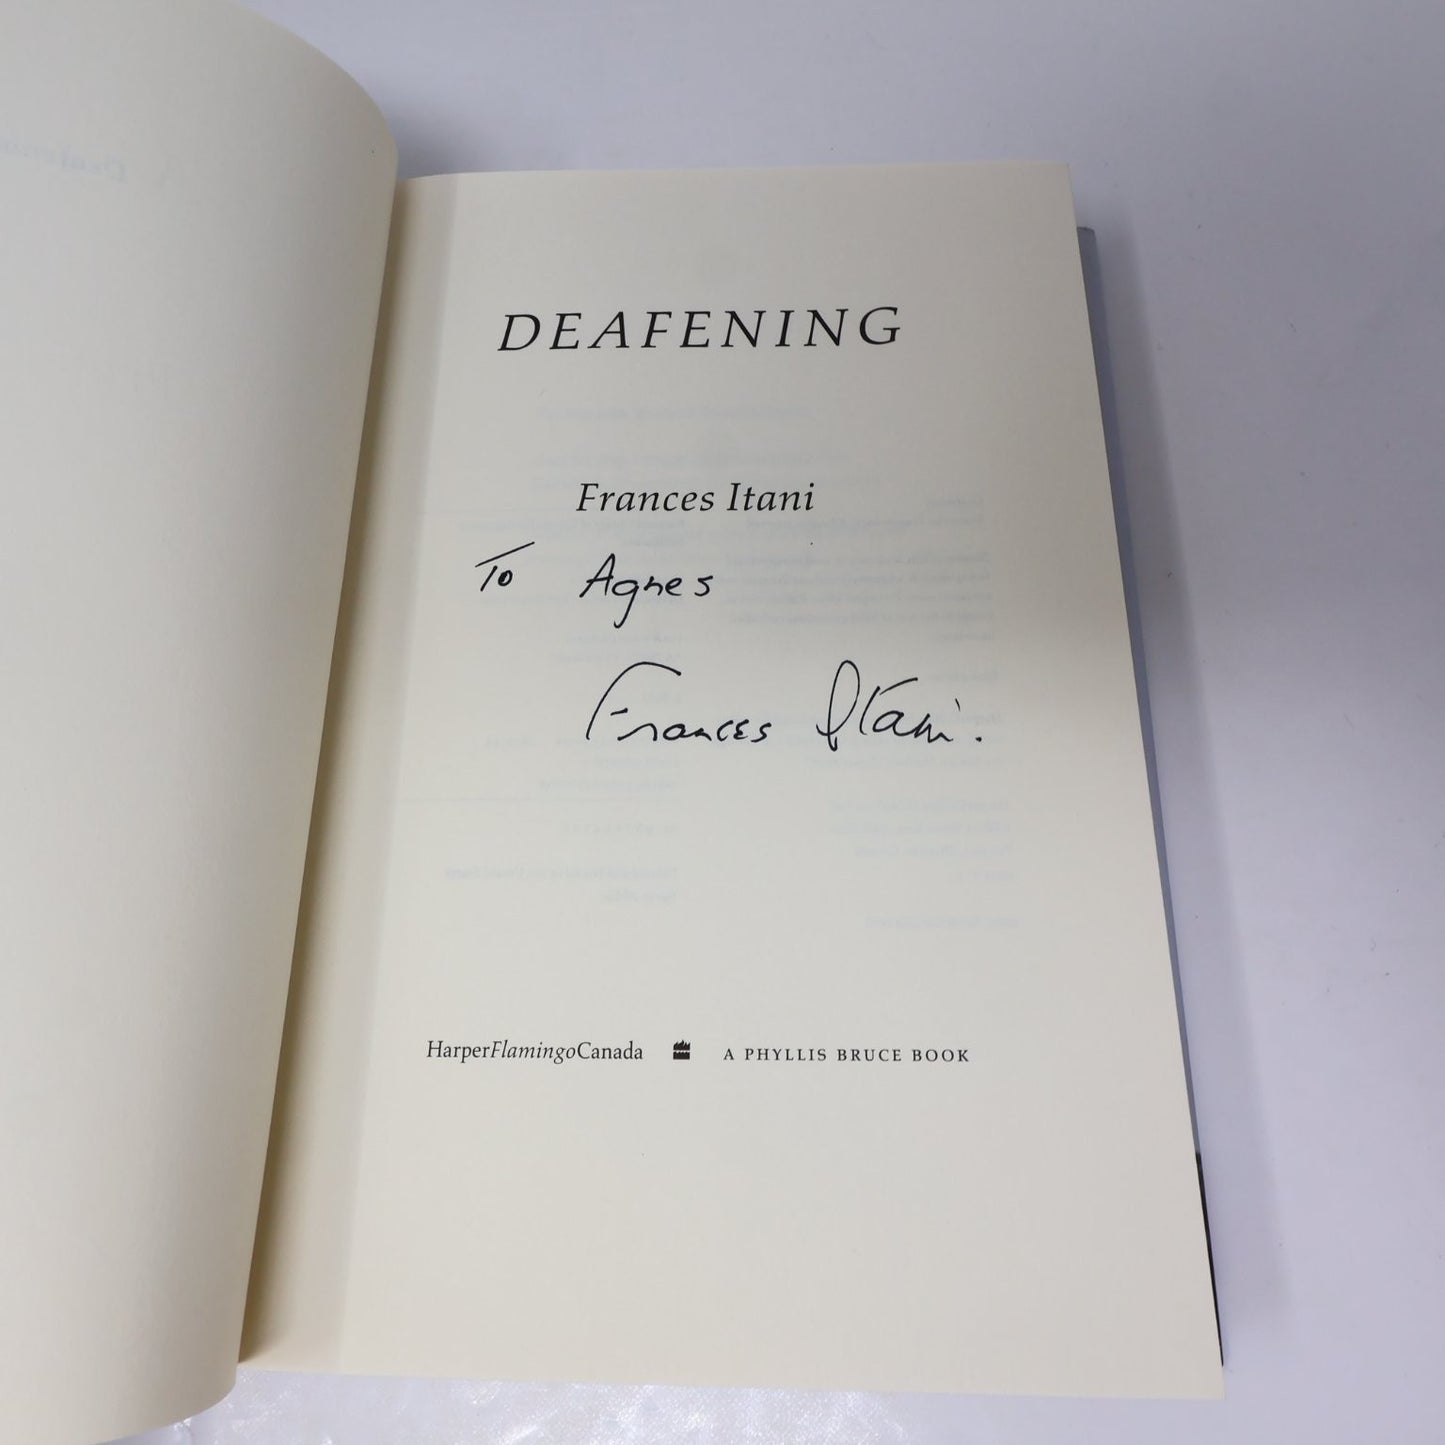 DEAFENING
Frances Itani
To Agnes
Frances Itani.
HarperFlamingoCanada A PHYLLIS BRUCE BOOK